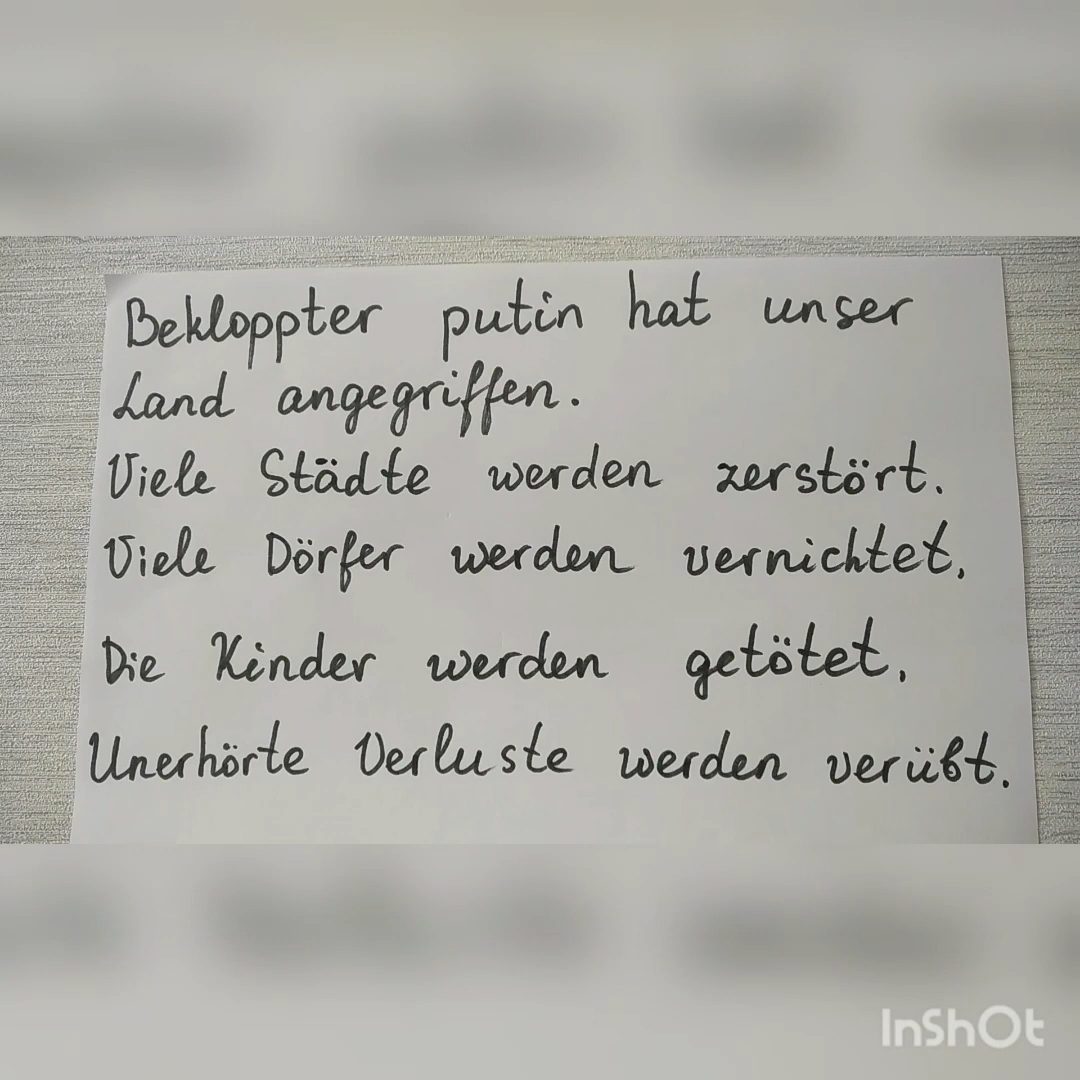 Bekloppter putin hat unser
Land angegriffen.
Viele Städte werden zerstört.
Viele Dörfer werden vernichtet.
Die Kinder werden getötet.
Unerhörte Verluste werden verübt.
InShOt